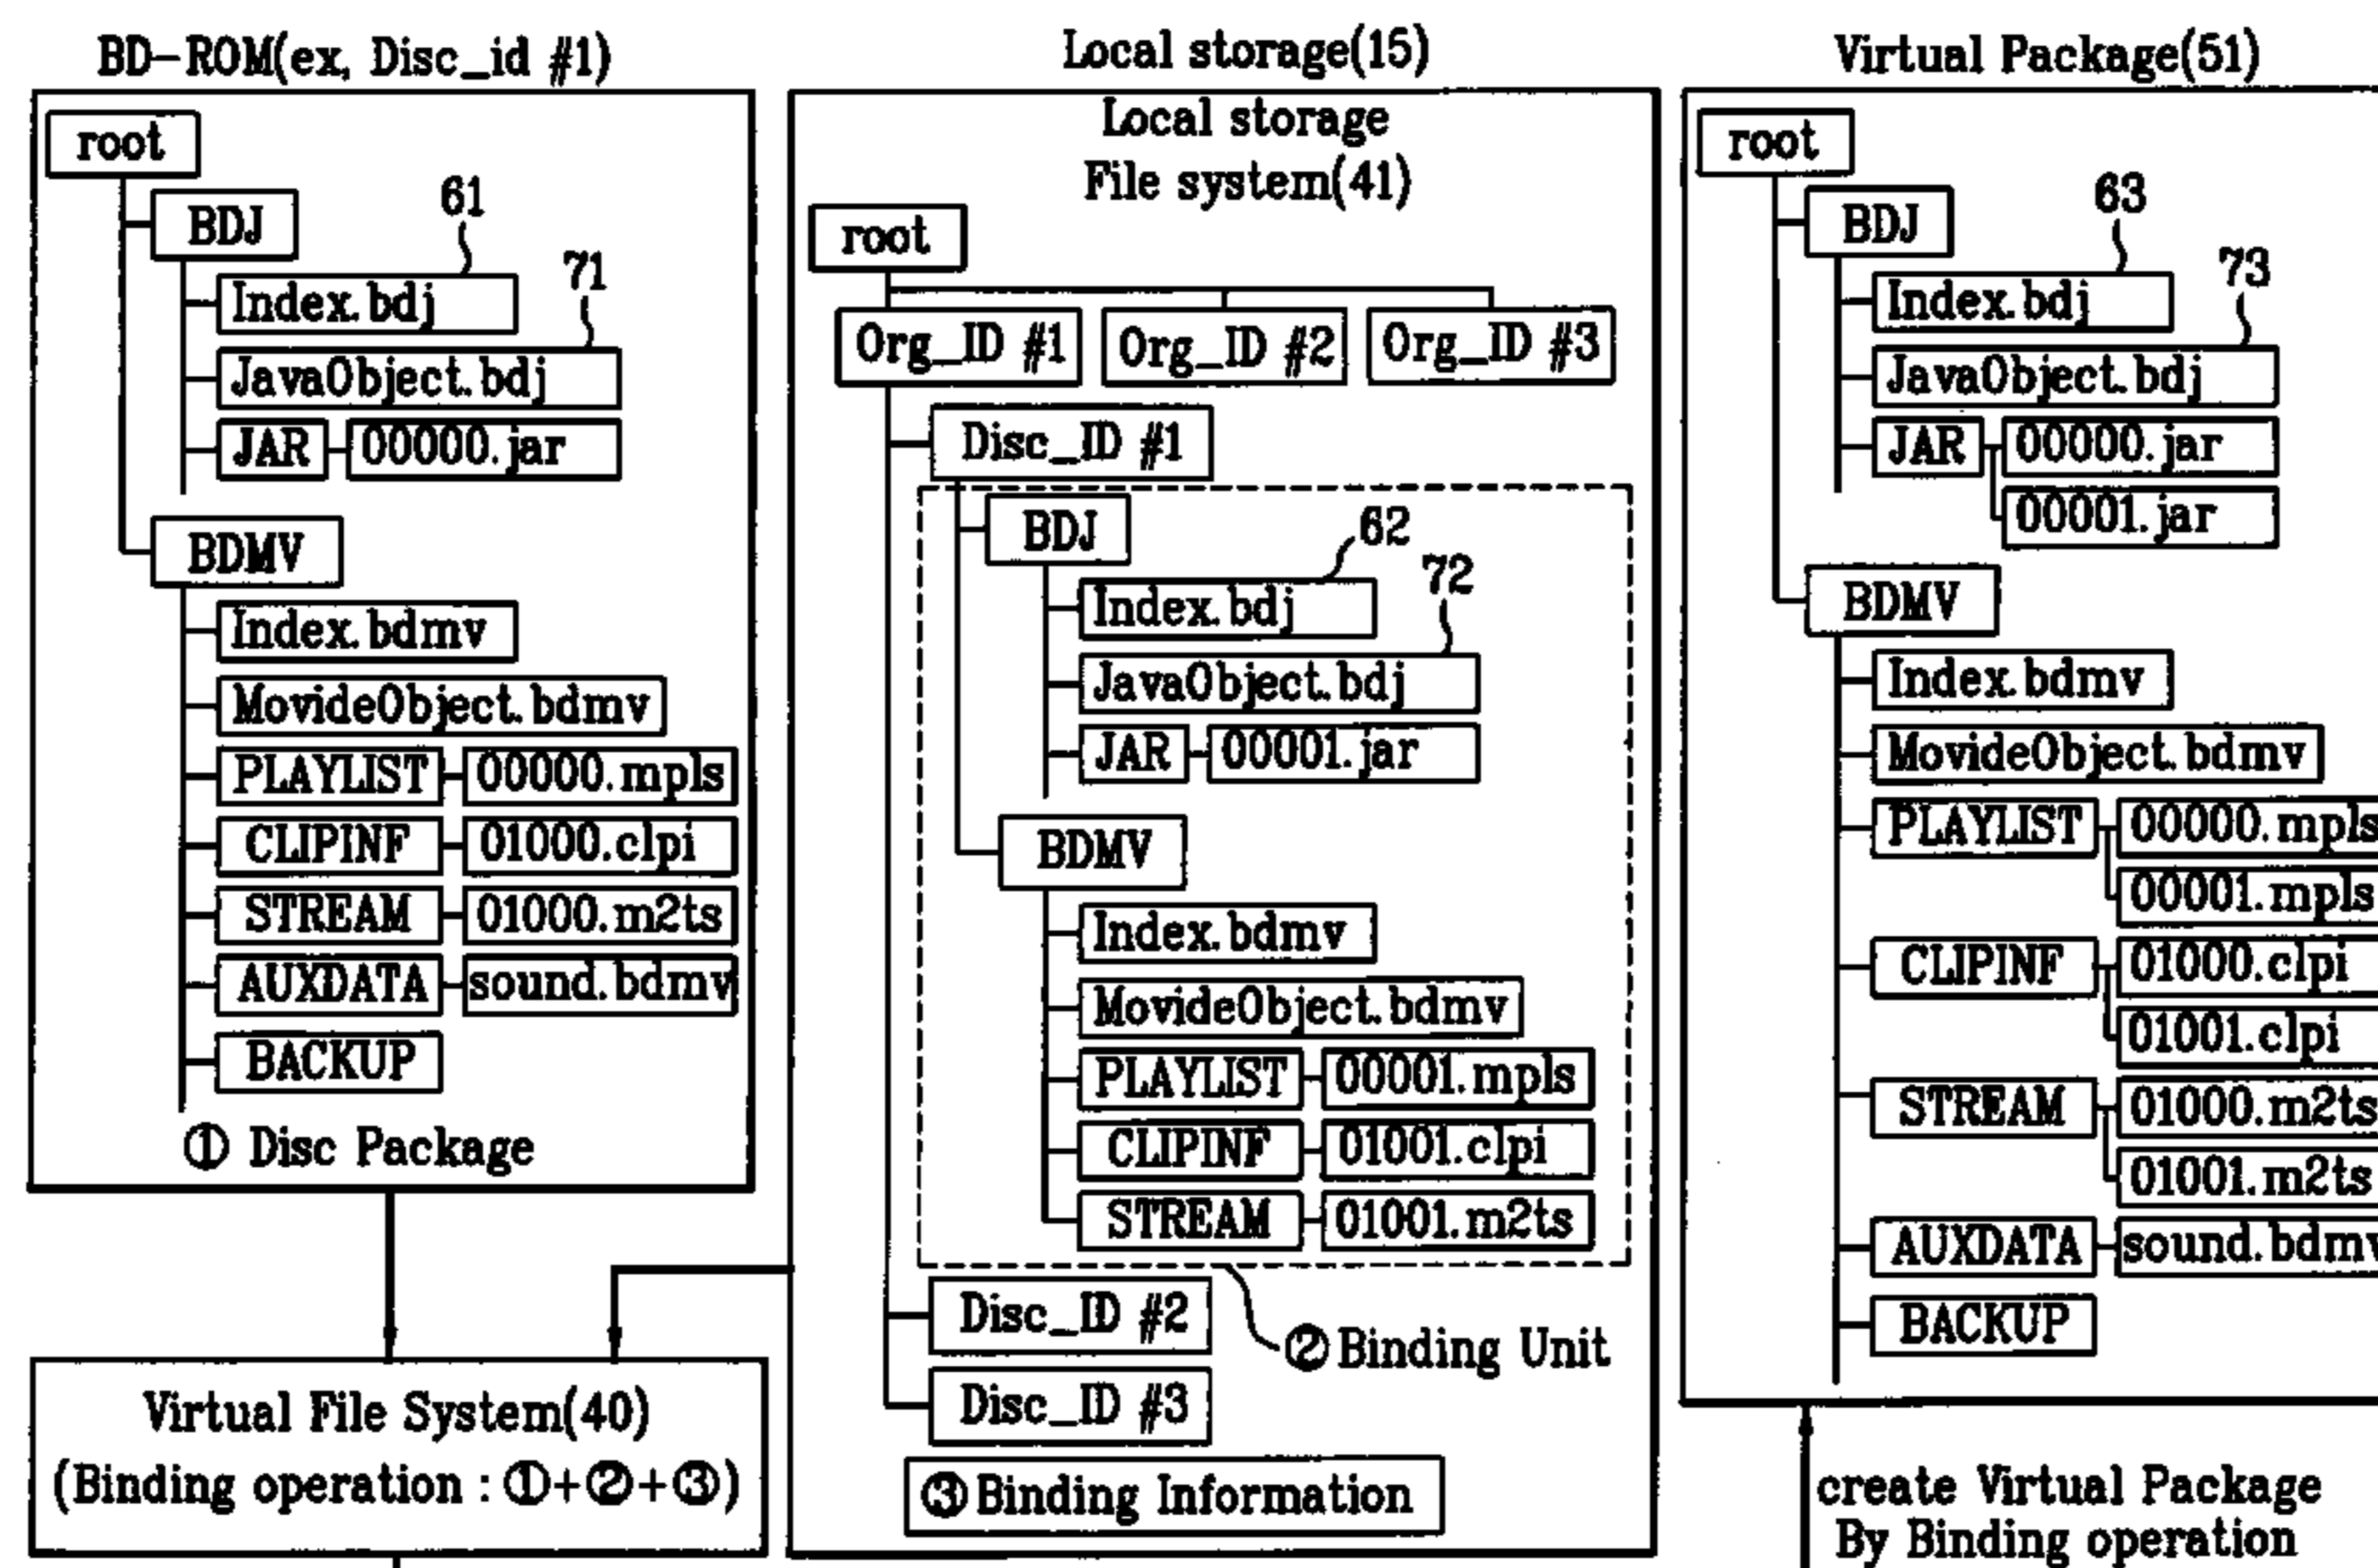 BD-ROM(ex, Disc_id #1)
root
BDJ
61
Index.bdj
71
JavaObject.bdj
JAR
00000.jar
BDMV
Index.bdmv
MovideObject.bdmv
PLAYLIST
00000.mpls
CLIPINF
01000.clpi
STREAM
01000.m2ts
AUXDATA
sound.bdmv
BACKUP
① Disc Package
Virtual File System(40)
(Binding operation : ①+②+③)
Local storage(15)
Local storage
File system(41)
root
Org_ID #1
Org_ID #2
Org_ID #3
Disc_ID #1
BDJ
62
Index.bdj
72
JavaObject.bdj
JAR
00001.jar
BDMV
Index.bdmv
MovideObject.bdmv
PLAYLIST
00001.mpls
CLIPINF
01001.clpi
STREAM
01001.m2ts
Disc_ID #2
② Binding Unit
Disc_ID #3
③ Binding Information
Virtual Package(51)
root
BDJ
63
Index.bdj
73
JavaObject.bdj
JAR
00000.jar
00001.jar
BDMV
Index.bdmv
MovideObject.bdmv
PLAYLIST
00000.mpls
00001.mpls
CLIPINF
01000.clpi
01001.clpi
STREAM
01000.m2ts
01001.m2ts
AUXDATA
sound.bdmv
BACKUP
create Virtual Package
By Binding operation